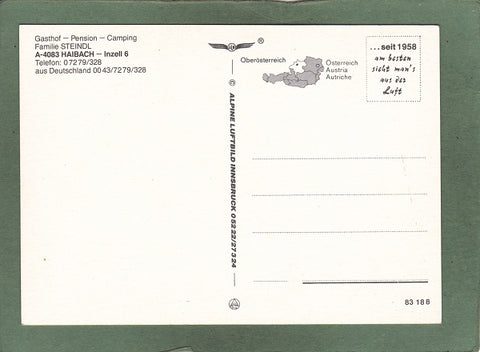 Gasthof – Pension – Camping
Familie STEINDL
A-4083 HAIBACH – Inzell 6
Telefon: 07279/328
aus Deutschland 0043/7279/328
®
© ALPINE LUFTBILD INNSBRUCK 05222/27324
Oberösterreich
Österreich
Austria
Autriche
...seit 1958
am besten
sieht man's
aus der
Luft
83 188